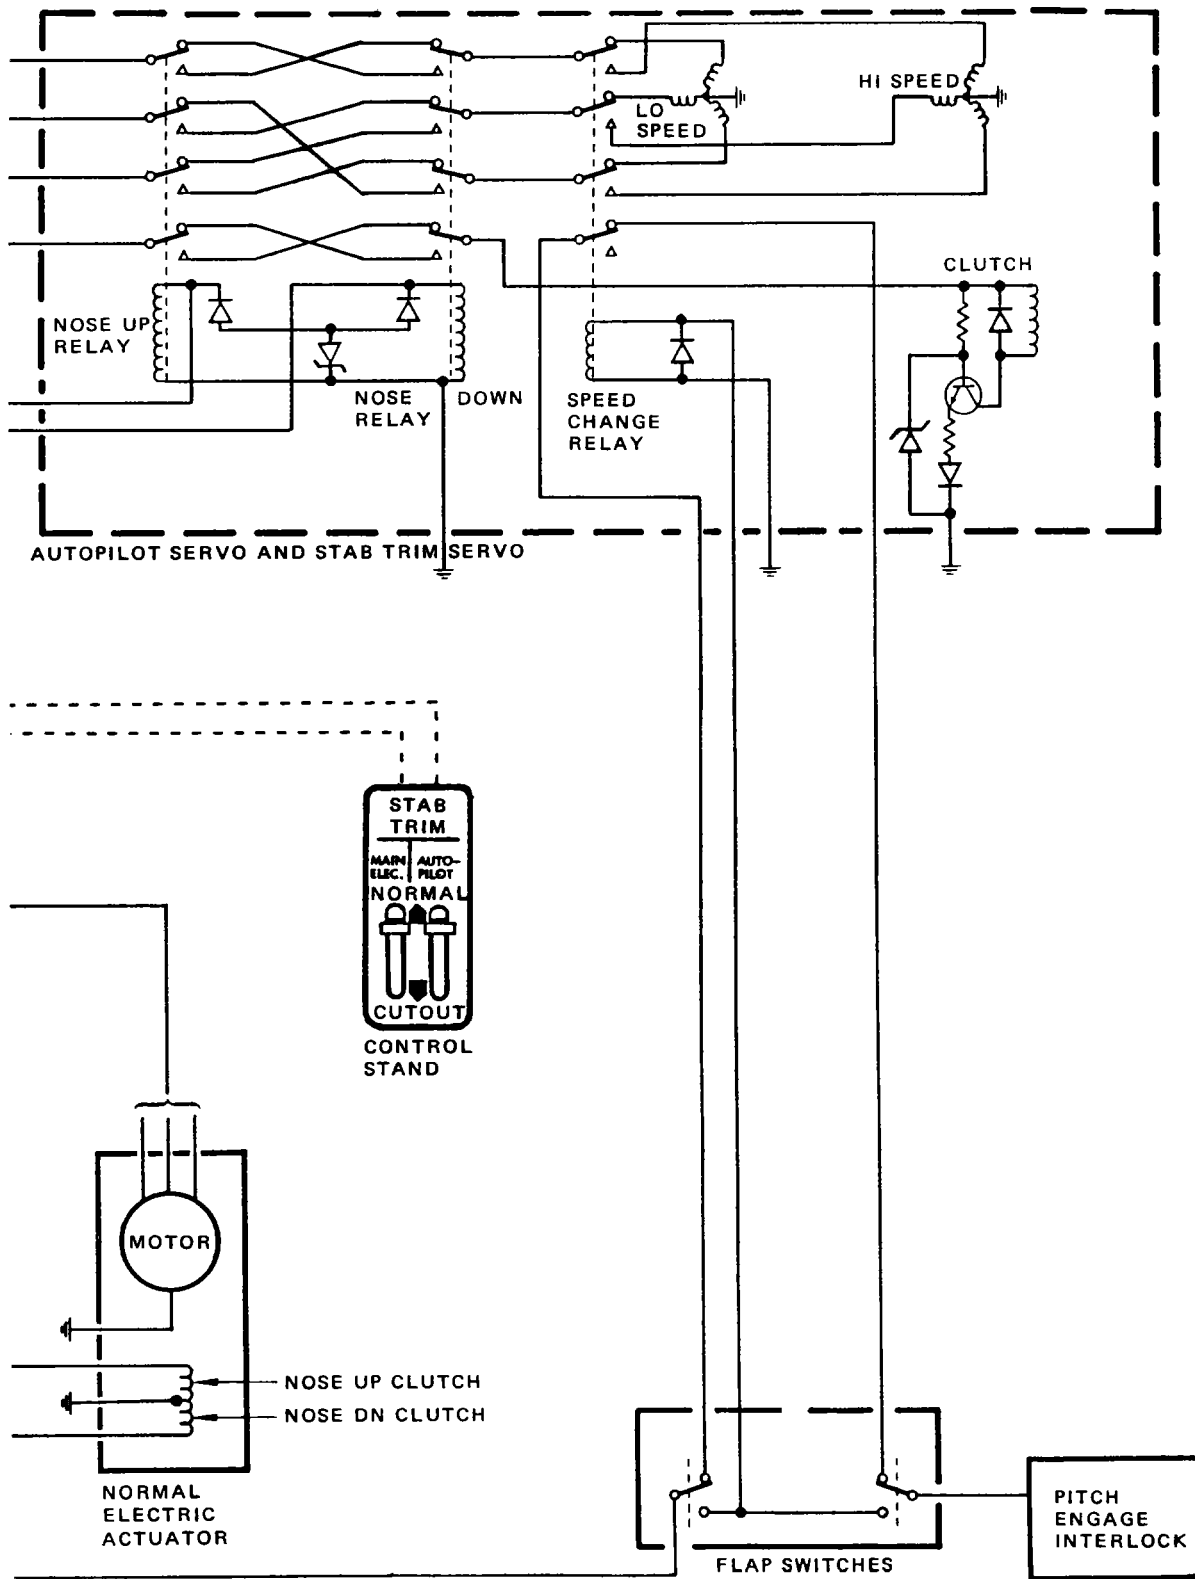 HI SPEED
LO
SPEED
CLUTCH
NOSE UP
RELAY
NOSE DOWN
RELAY
SPEED
CHANGE
RELAY
AUTOPILOT SERVO AND STAB TRIM SERVO
STAB
TRIM
MAIN AUTO-
ELEC. PILOT
NORMAL
CUTOUT
CONTROL
STAND
MOTOR
NOSE UP CLUTCH
NOSE DN CLUTCH
NORMAL
ELECTRIC
ACTUATOR
PITCH
ENGAGE
INTERLOCK
FLAP SWITCHES